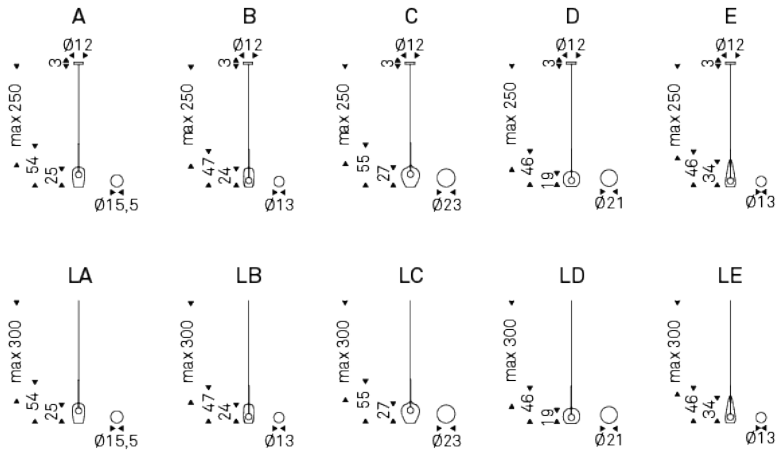 A B C D E
Ø12 Ø12 Ø12 Ø12 Ø12
3 3 3 3 3
max 250 max 250 max 250 max 250 max 250
54 25 47 24 55 27 46 19 46 34
Ø15,5 Ø13 Ø23 Ø21 Ø13
LA LB LC LD LE
max 300 max 300 max 300 max 300 max 300
54 25 47 24 55 27 46 19 46 34
Ø15,5 Ø13 Ø23 Ø21 Ø13